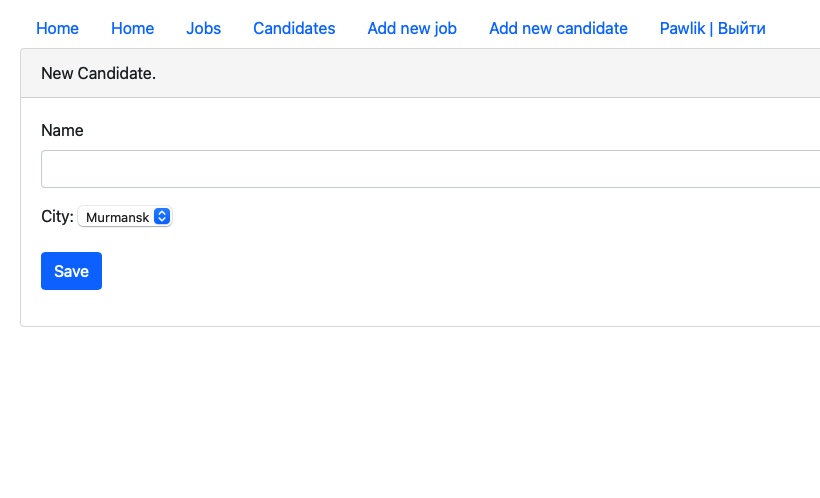 Home Home Jobs Candidates Add new job Add new candidate Pawlik | Выйти
New Candidate.
Name
City: Murmansk
Save